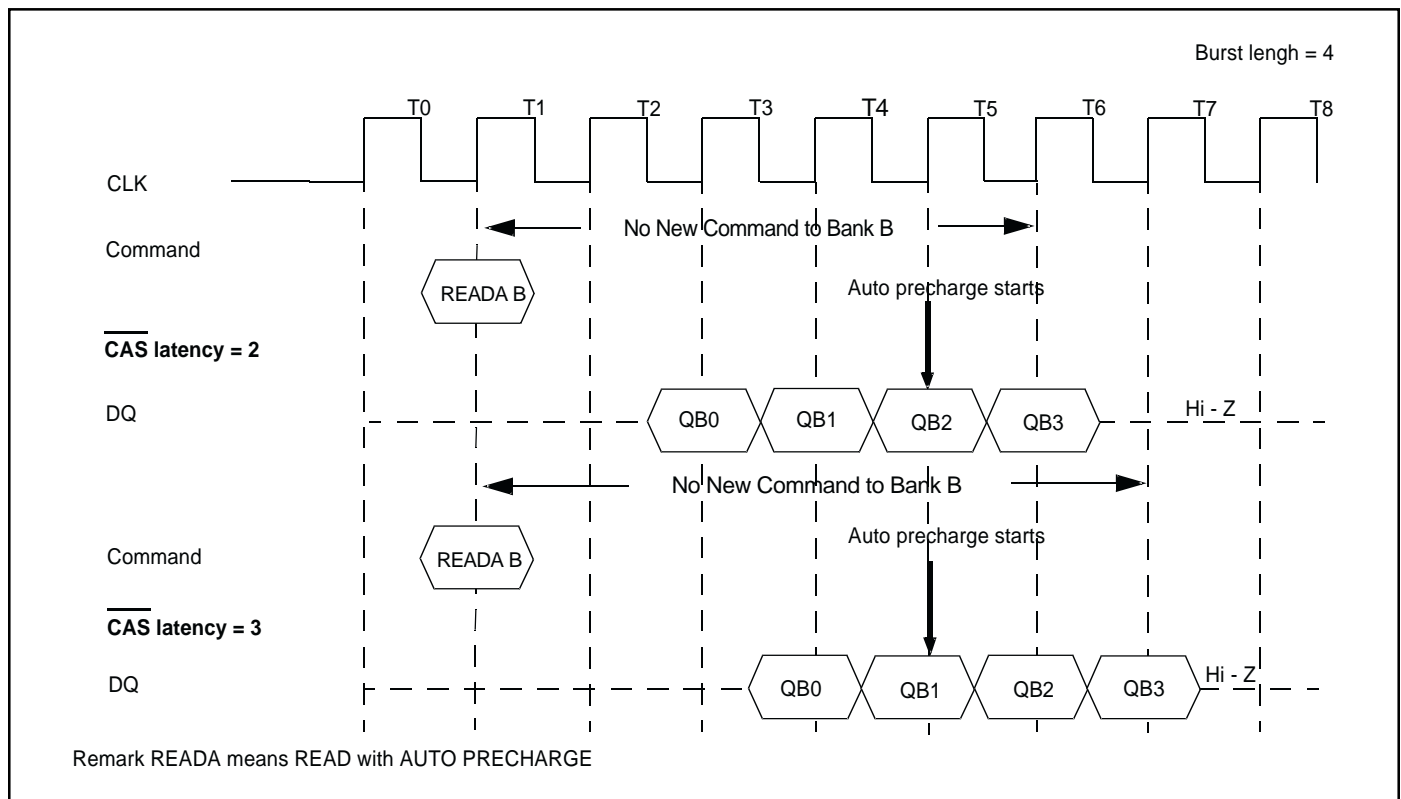 Burst lengh = 4
T0 T1 T2 T3 T4 T5 T6 T7 T8
CLK
No New Command to Bank B
Command
READA B
Auto precharge starts
CAS latency = 2
DQ
QB0 QB1 QB2 QB3
Hi - Z
No New Command to Bank B
Auto precharge starts
Command
READA B
CAS latency = 3
DQ
QB0 QB1 QB2 QB3
Hi - Z
Remark READA means READ with AUTO PRECHARGE